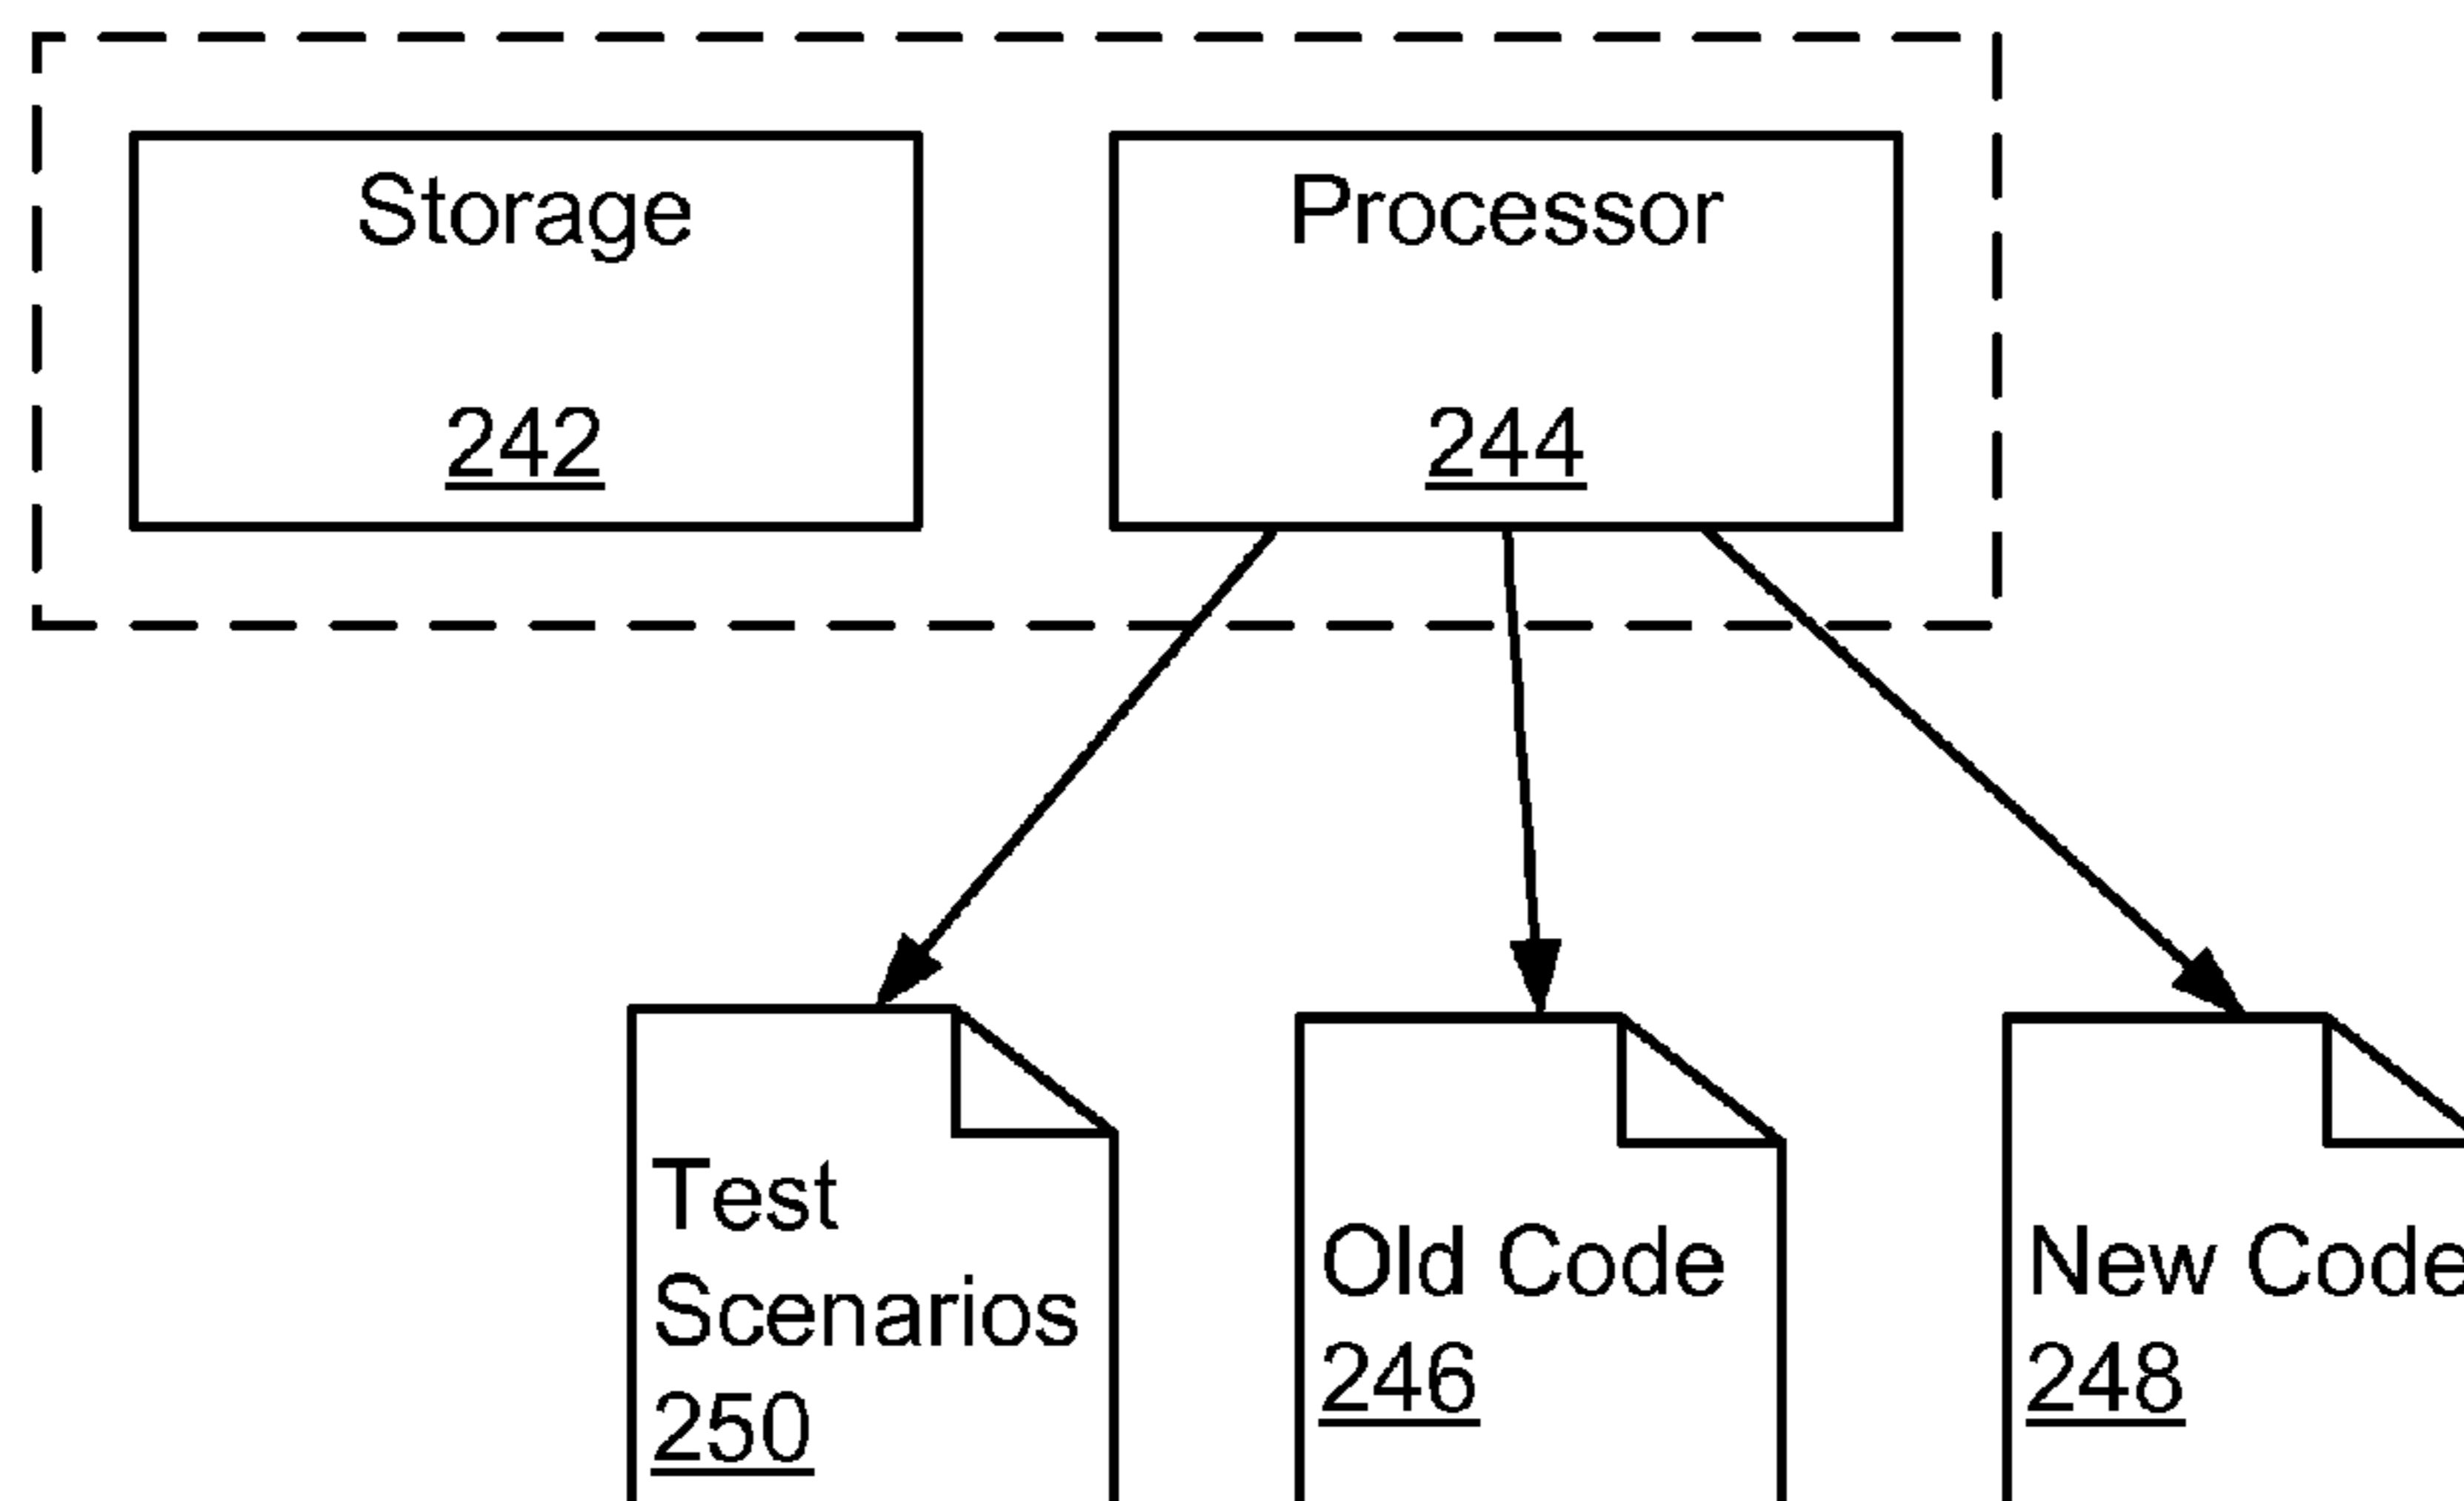 Storage
242
Processor
244
Test
Scenarios
250
Old Code
246
New Code
248